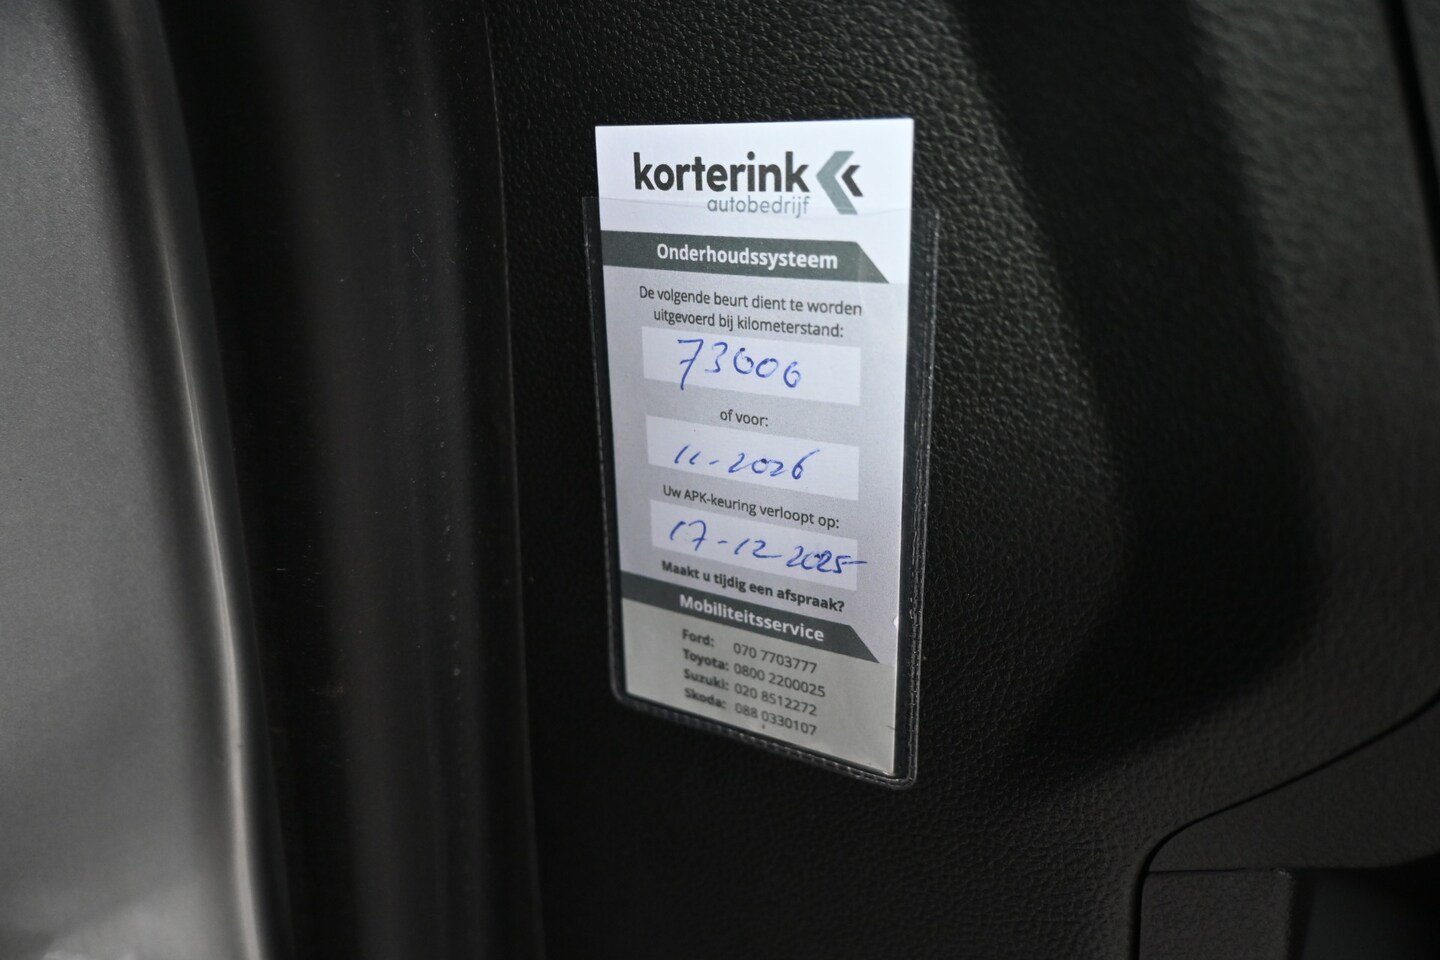 korterink
autobedrijf
Onderhoudssysteem
De volgende beurt dient te worden
uitgevoerd bij kilometerstand:
73000
of voor:
11-2026
Uw APK-keuring verloopt op:
17-12-2025
Maakt u tijdig een afspraak?
Mobiliteitsservice
Ford: 070 7703777
Toyota: 0800 2200025
Suzuki: 020 8512272
Skoda: 088 0330107